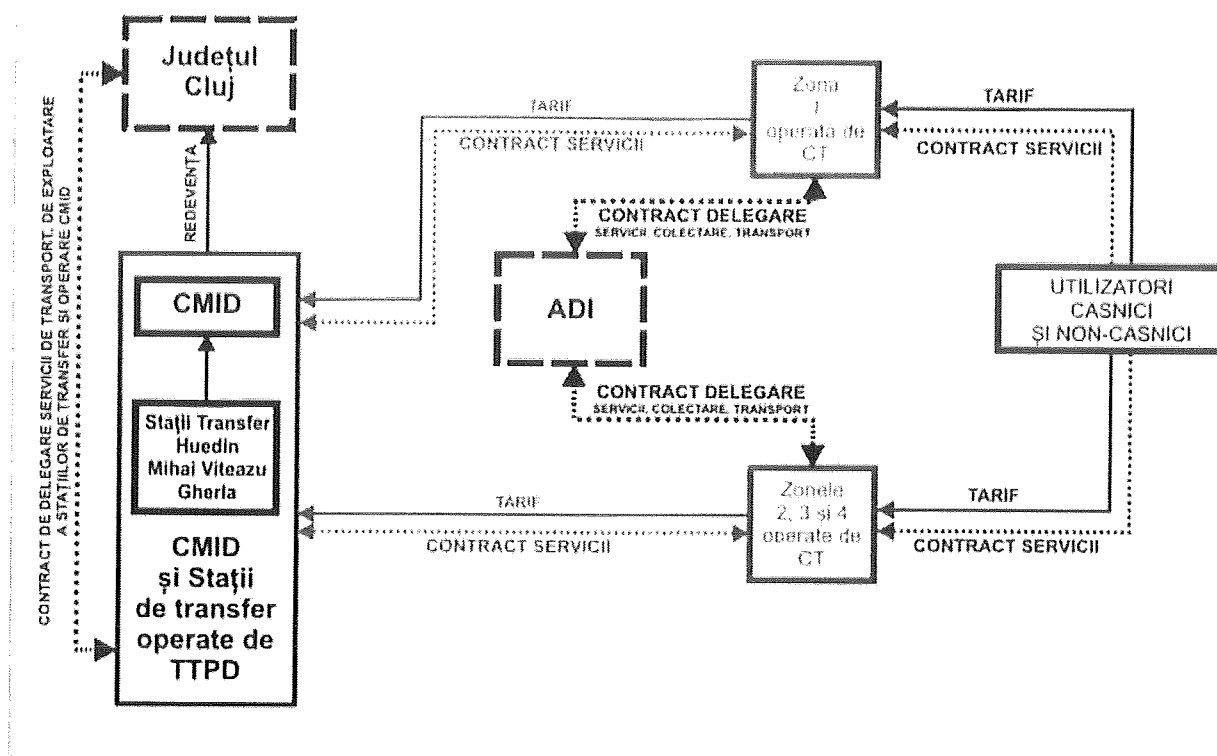 Județul
Cluj
CONTRACT DE DELEGARE SERVICII DE TRANSPORT, DE EXPLOATARE
A STAȚIILOR DE TRANSFER ȘI OPERARE CMID
REDEVENȚA
TARIF
CONTRACT SERVICII
Zona
1
operată de
CT
TARIF
CONTRACT SERVICII
CONTRACT DELEGARE
SERVICII, COLECTARE, TRANSPORT
CMID
ADI
UTILIZATORI
CASNICI
ȘI NON-CASNICI
CONTRACT DELEGARE
SERVICII, COLECTARE, TRANSPORT
Stații Transfer
Huedin
Mihai Viteazu
Gherla
TARIF
CONTRACT SERVICII
Zonele
2, 3 și 4
operate de
CT
TARIF
CONTRACT SERVICII
CMID
și Stații
de transfer
operate de
TTPD